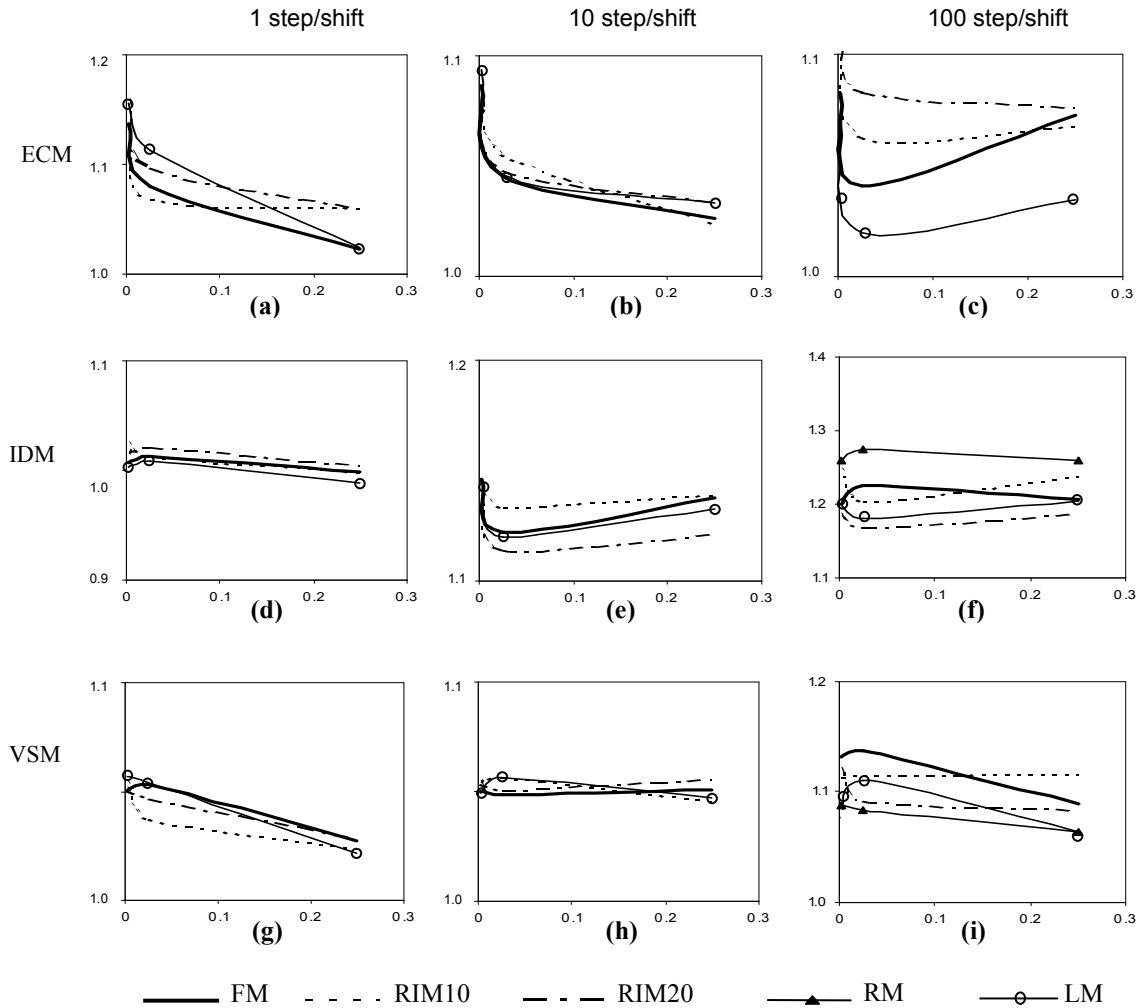 1 step/shift 10 step/shift 100 step/shift
ECM
1.2
1.1
1.0
0 0.1 0.2 0.3
(a)
1.1
1.0
0 0.1 0.2 0.3
(b)
1.1
1.0
0 0.1 0.2 0.3
(c)
IDM
1.1
1.0
0.9
0 0.1 0.2 0.3
(d)
1.2
1.1
0 0.1 0.2 0.3
(e)
1.4
1.3
1.2
1.1
0 0.1 0.2 0.3
(f)
VSM
1.1
1.0
0 0.1 0.2 0.3
(g)
1.1
1.0
0 0.1 0.2 0.3
(h)
1.2
1.1
1.0
0 0.1 0.2 0.3
(i)
FM RIM10 RIM20 RM LM